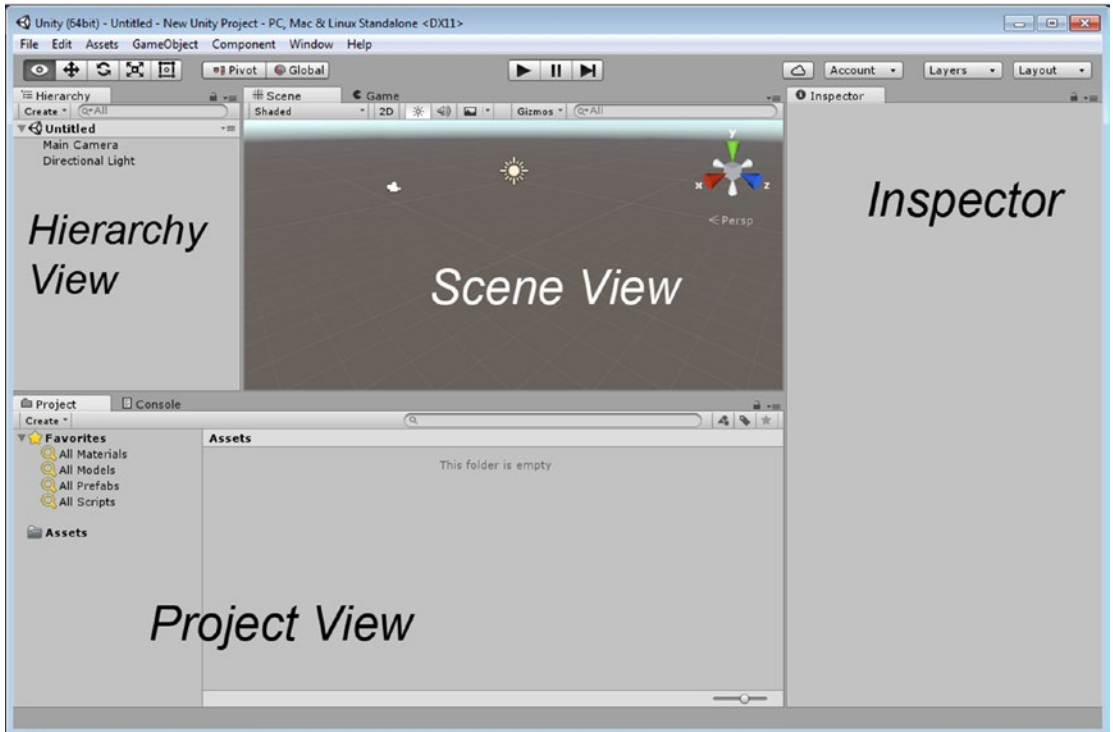 Unity (64bit) - Untitled - New Unity Project - PC, Mac & Linux Standalone <DX11>
File Edit Assets GameObject Component Window Help
Pivot Global Account Layers Layout
Hierarchy
Create All
Untitled
Main Camera
Directional Light
Hierarchy
View
Scene Game
Shaded 2D Gizmos All
y
x z
Persp
Scene View
Inspector
Inspector
Project Console
Create
Favorites
All Materials
All Models
All Prefabs
All Scripts
Assets
Assets
This folder is empty
Project View